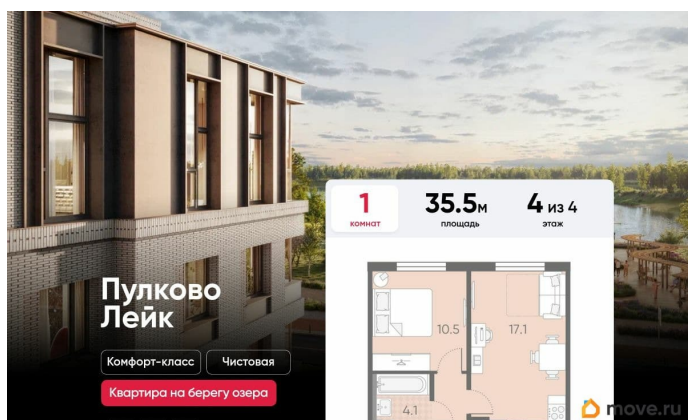 1
комнат
35.5м
площадь
4 из 4
этаж
Пулково
Лейк
10.5
17.1
Комфорт-класс
Чистовая
Квартира на берегу озера
4.1
move.ru